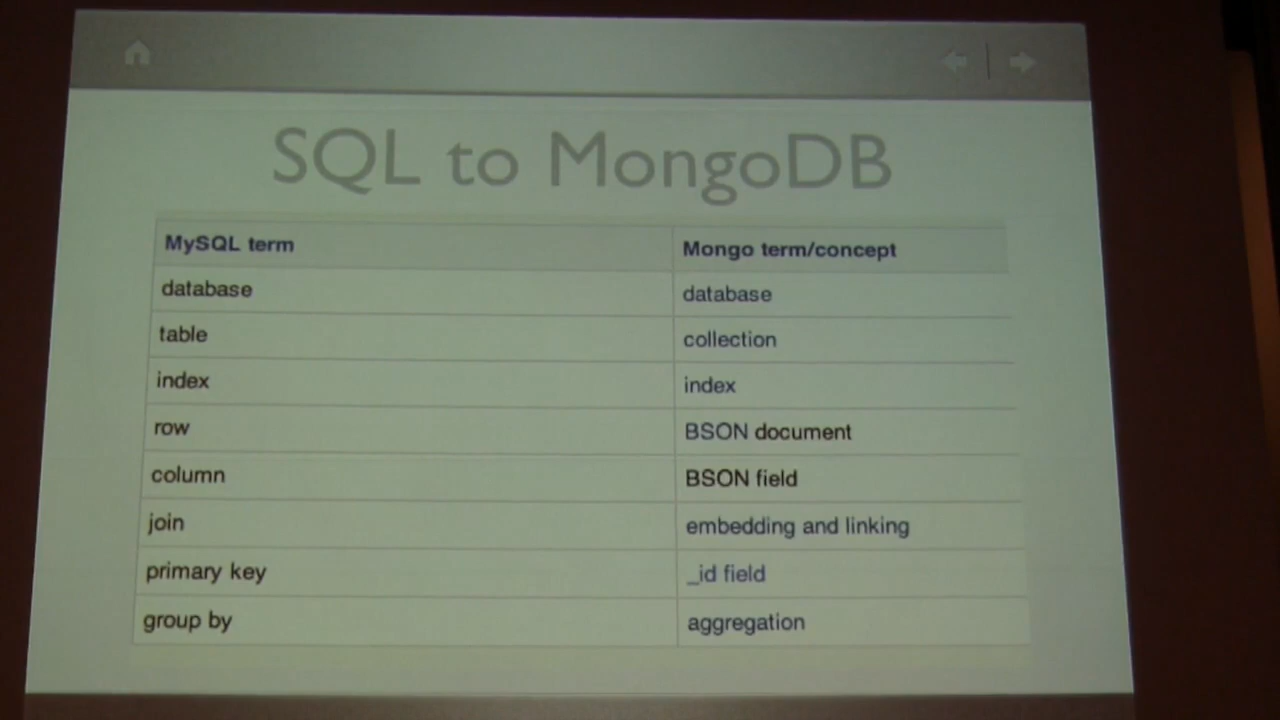 SQL to MongoDB
MySQL term Mongo term/concept
database database
table collection
index index
row BSON document
column BSON field
join embedding and linking
primary key _id field
group by aggregation